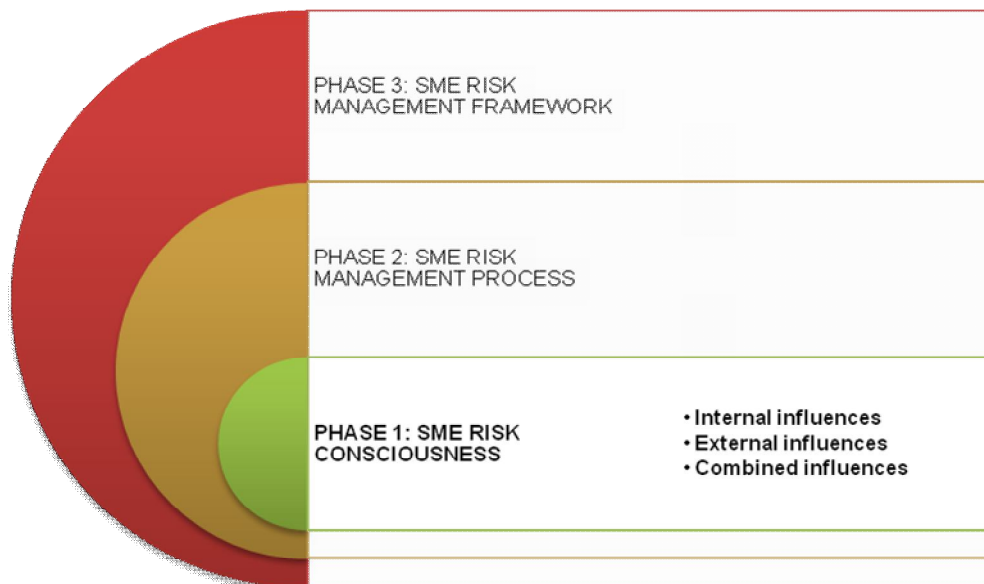 PHASE 3: SME RISK
MANAGEMENT FRAMEWORK
PHASE 2: SME RISK
MANAGEMENT PROCESS
PHASE 1: SME RISK
CONSCIOUSNESS
• Internal influences
• External influences
• Combined influences